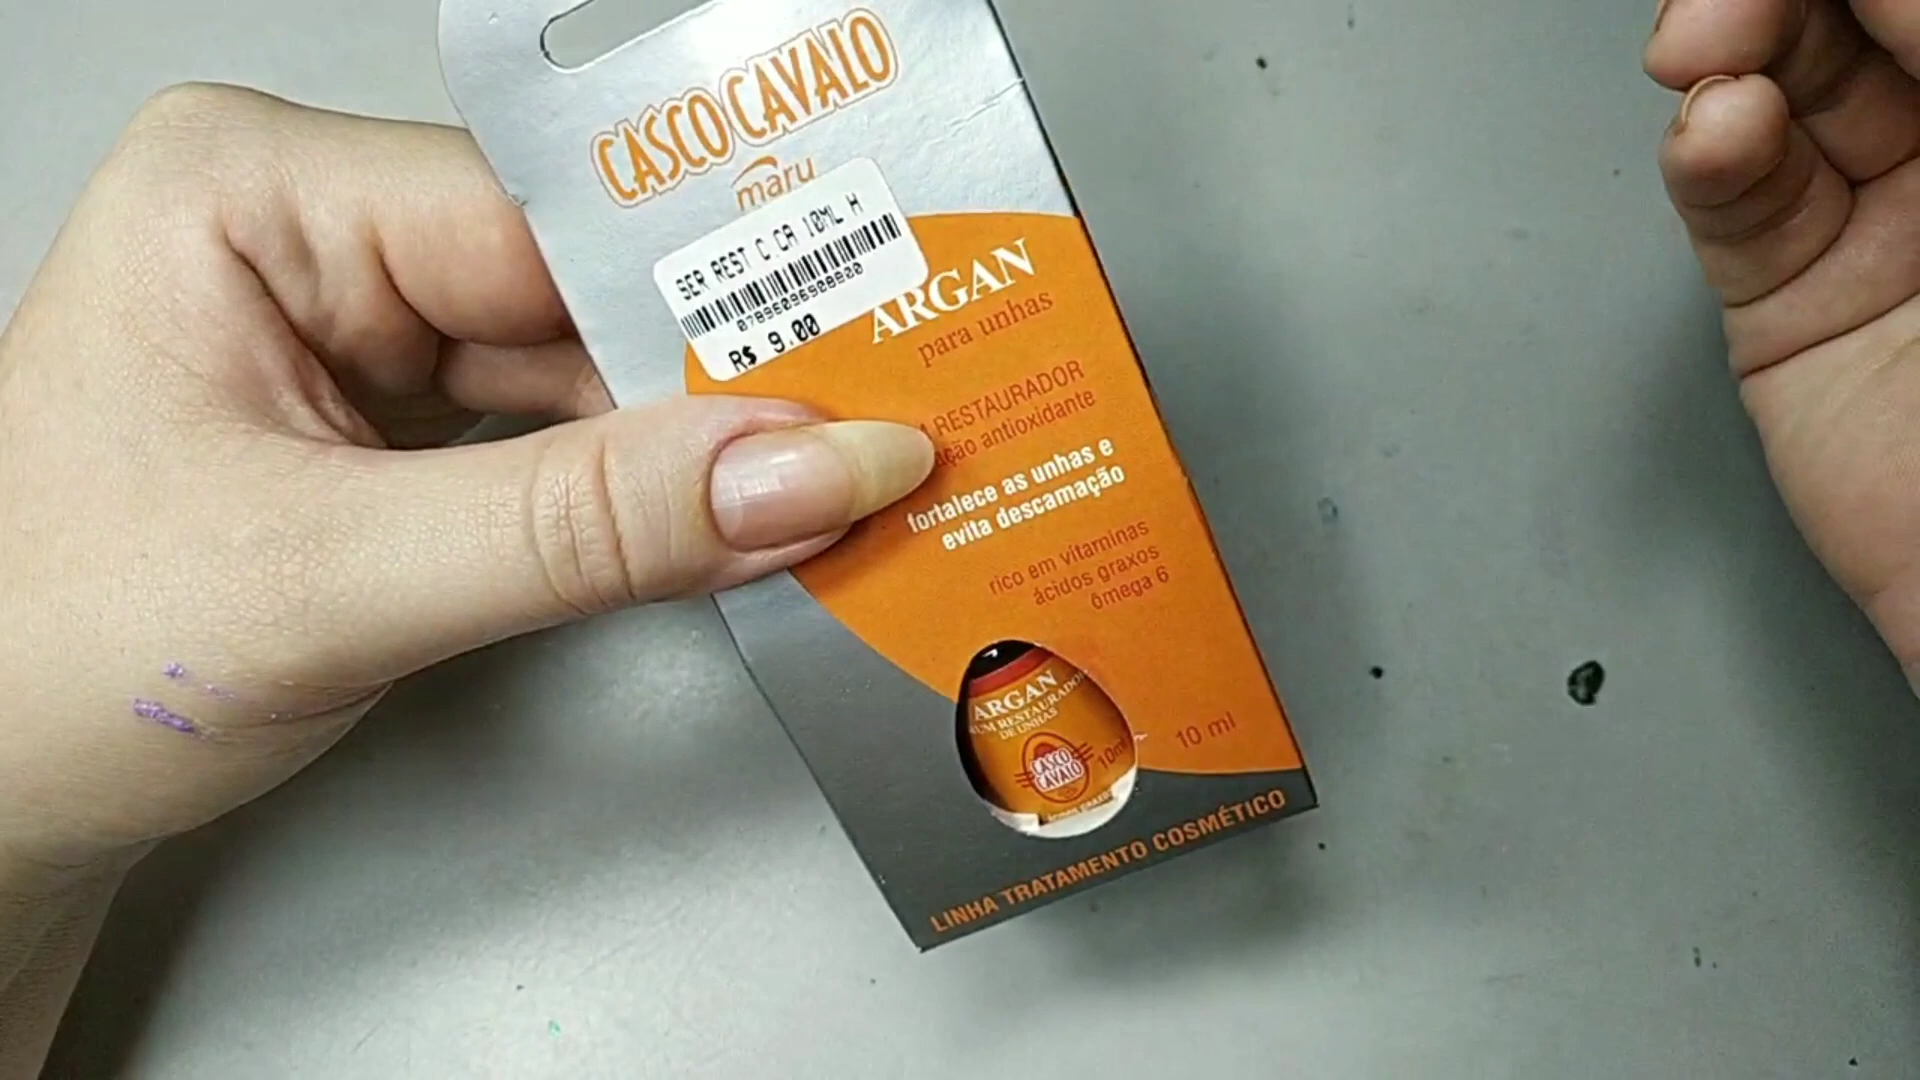 CASCO CAVALO
maru
SER REST C.CA 10ML H
R$ 9.00
ARGAN
para unhas
RESTAURADOR
antioxidante
fortalece as unhas e
evita descamação
rico em vitaminas
ácidos graxos
ômega 6
ARGAN
RESTAURADOR
DE UNHAS
CASCO
CAVALO
10ml
10 ml
LINHA TRATAMENTO COSMÉTICO